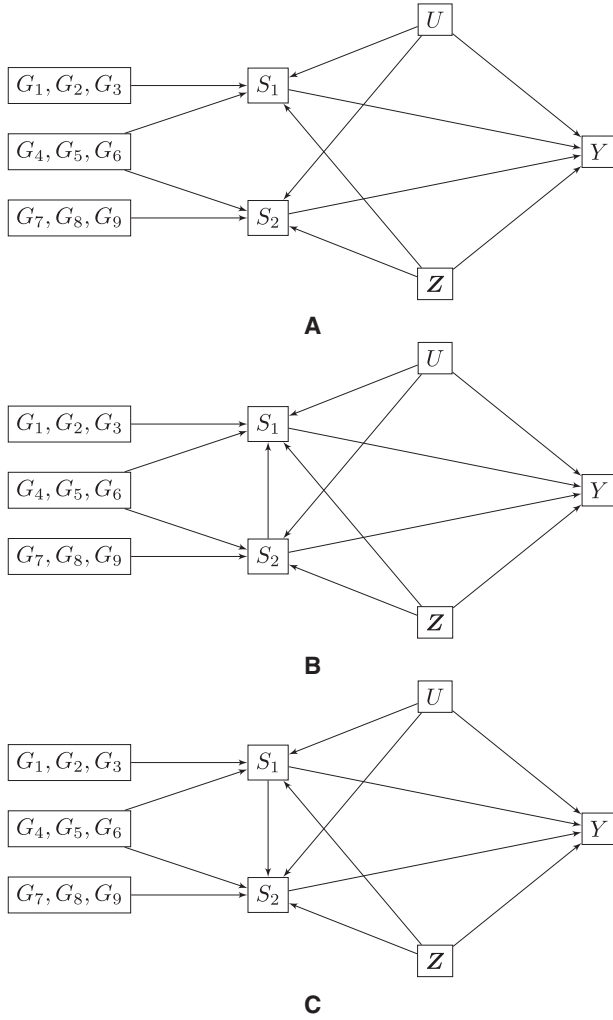 U
G₁, G₂, G₃
S₁
G₄, G₅, G₆
Y
G₇, G₈, G₉
S₂
Z
A
U
G₁, G₂, G₃
S₁
G₄, G₅, G₆
Y
G₇, G₈, G₉
S₂
Z
B
U
G₁, G₂, G₃
S₁
G₄, G₅, G₆
Y
G₇, G₈, G₉
S₂
Z
C